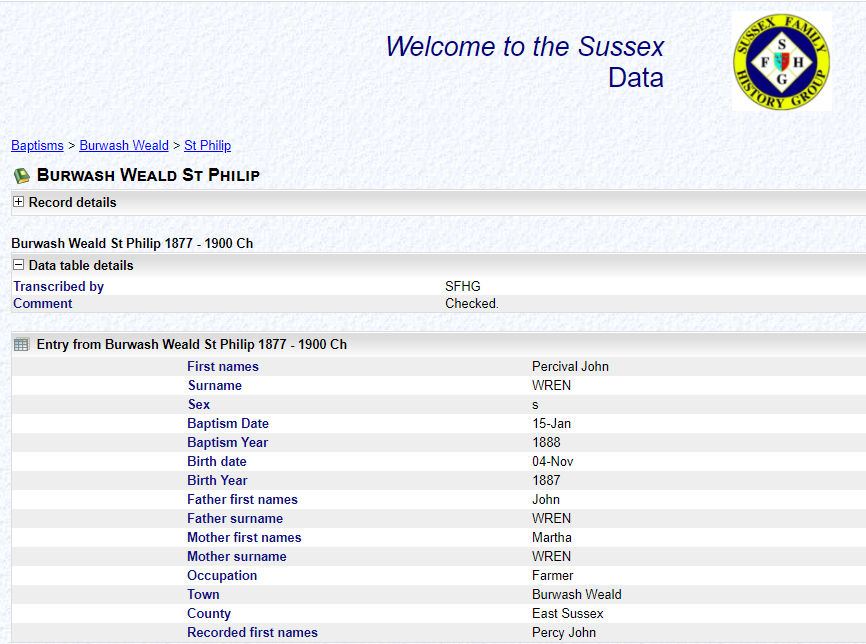 Welcome to the Sussex
Data
SUSSEX FAMILY
S
F H
G
HISTORY GROUP
Baptisms > Burwash Weald > St Philip
Burwash Weald St Philip
Record details
Burwash Weald St Philip 1877 - 1900 Ch
Data table details
Transcribed by SFHG
Comment Checked.
Entry from Burwash Weald St Philip 1877 - 1900 Ch
First names Percival John
Surname WREN
Sex s
Baptism Date 15-Jan
Baptism Year 1888
Birth date 04-Nov
Birth Year 1887
Father first names John
Father surname WREN
Mother first names Martha
Mother surname WREN
Occupation Farmer
Town Burwash Weald
County East Sussex
Recorded first names Percy John